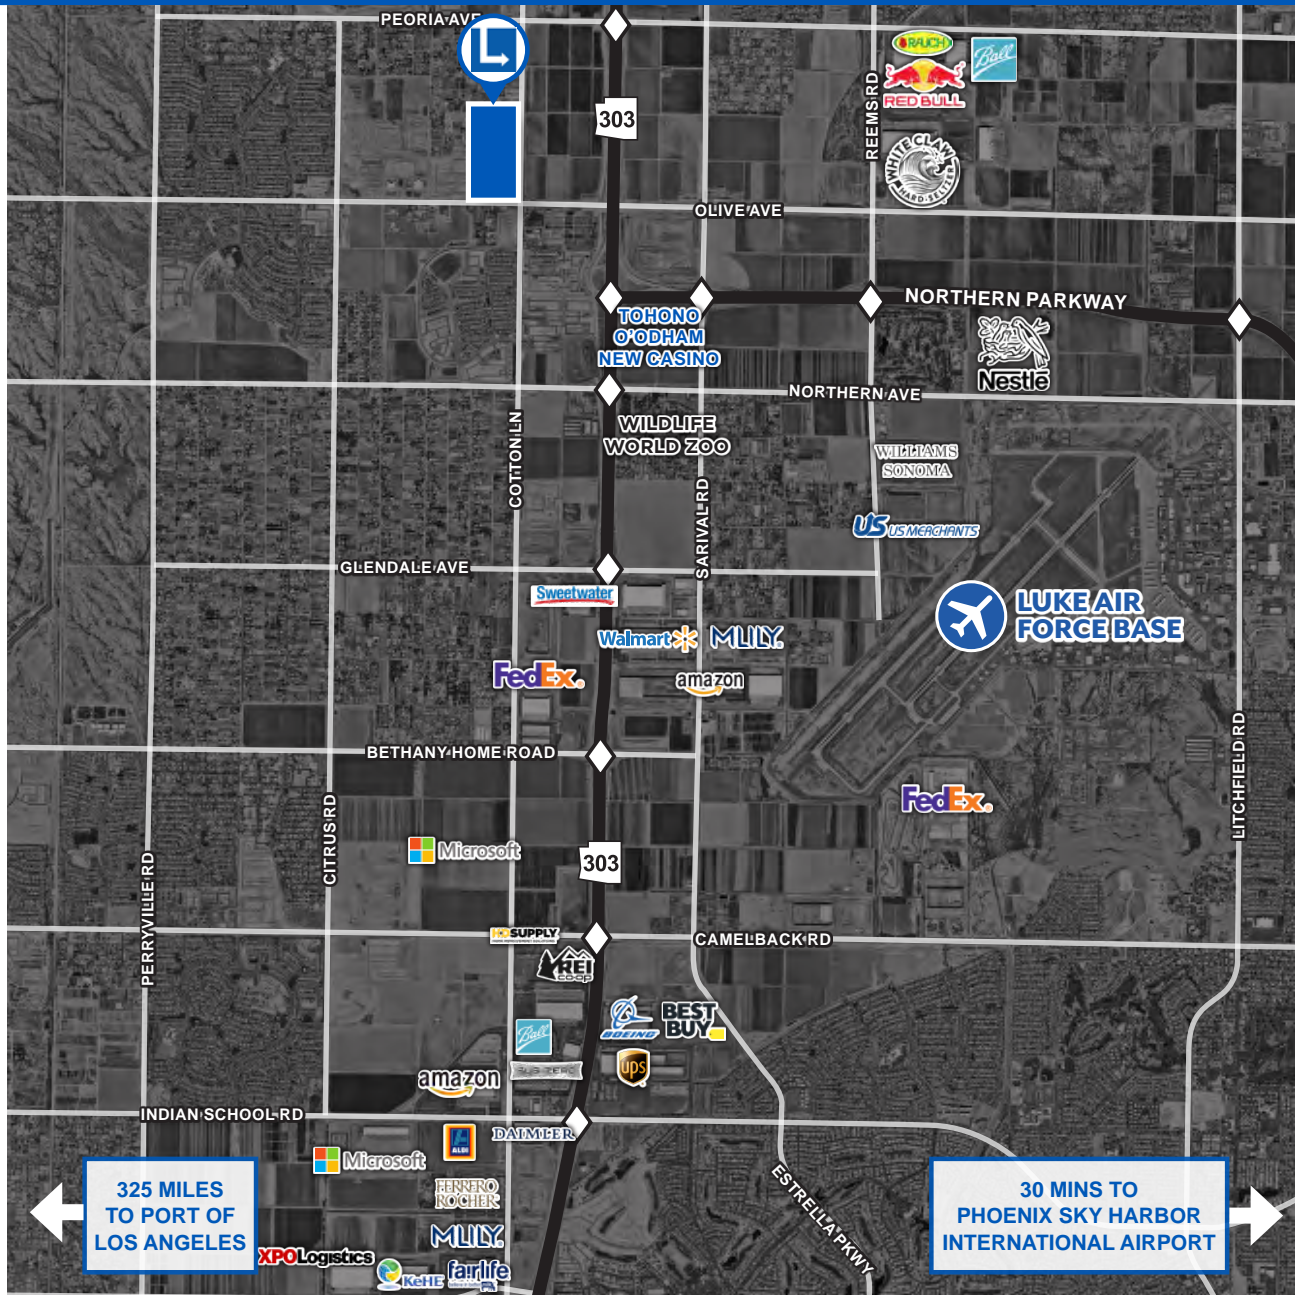 PEORIA AVE
303
REEMS RD
RAUCH
RED BULL
Ball
WHITE CLAW
HARD SELTZER
OLIVE AVE
NORTHERN PARKWAY
TOHONO
O'ODHAM
NEW CASINO
Nestlé
NORTHERN AVE
COTTON LN
WILDLIFE
WORLD ZOO
WILLIAMS
SONOMA
SARIVAL RD
US US MERCHANTS
GLENDALE AVE
Sweetwater
LUKE AIR
FORCE BASE
Walmart
MLILY.
FedEx.
amazon
LITCHFIELD RD
BETHANY HOME ROAD
CITRUS RD
FedEx.
Microsoft
303
PERRYVILLE RD
HD SUPPLY
CAMELBACK RD
REI
CO-OP
BOEING
BEST
BUY
Ball
SUB-ZERO
ups
amazon
INDIAN SCHOOL RD
DAIMLER
ALDI
Microsoft
FERRERO
ROCHER
ESTRELLA PKWY
325 MILES
TO PORT OF
LOS ANGELES
30 MINS TO
PHOENIX SKY HARBOR
INTERNATIONAL AIRPORT
MLILY.
XPOLogistics
KeHE
fairlife